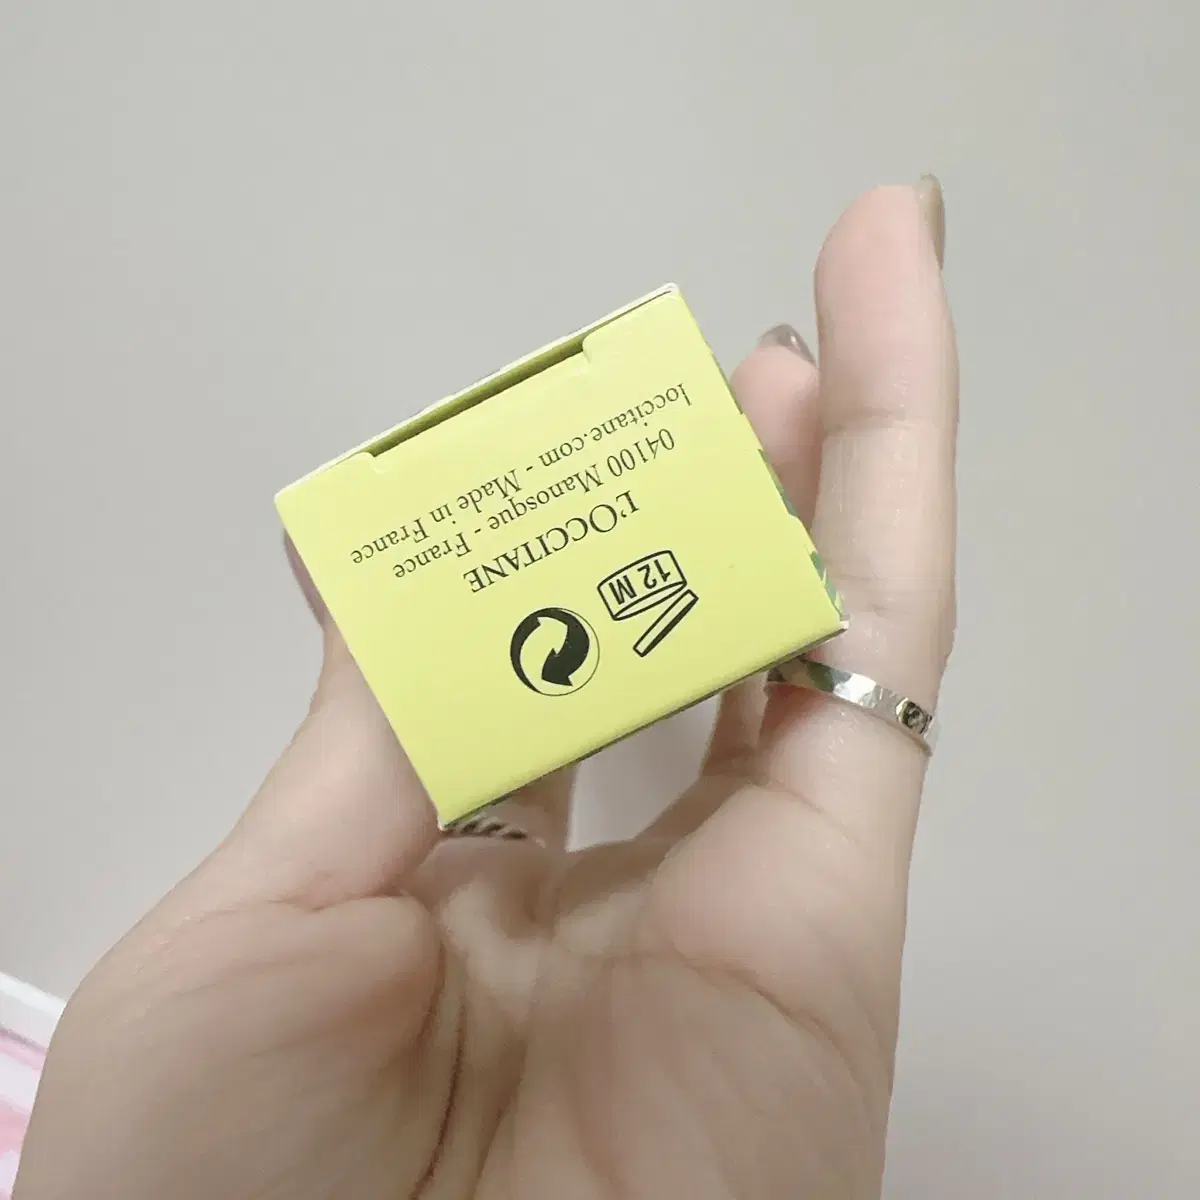 12 M
L'OCCITANE
04100 Manosque - France
loccitane.com - Made in France